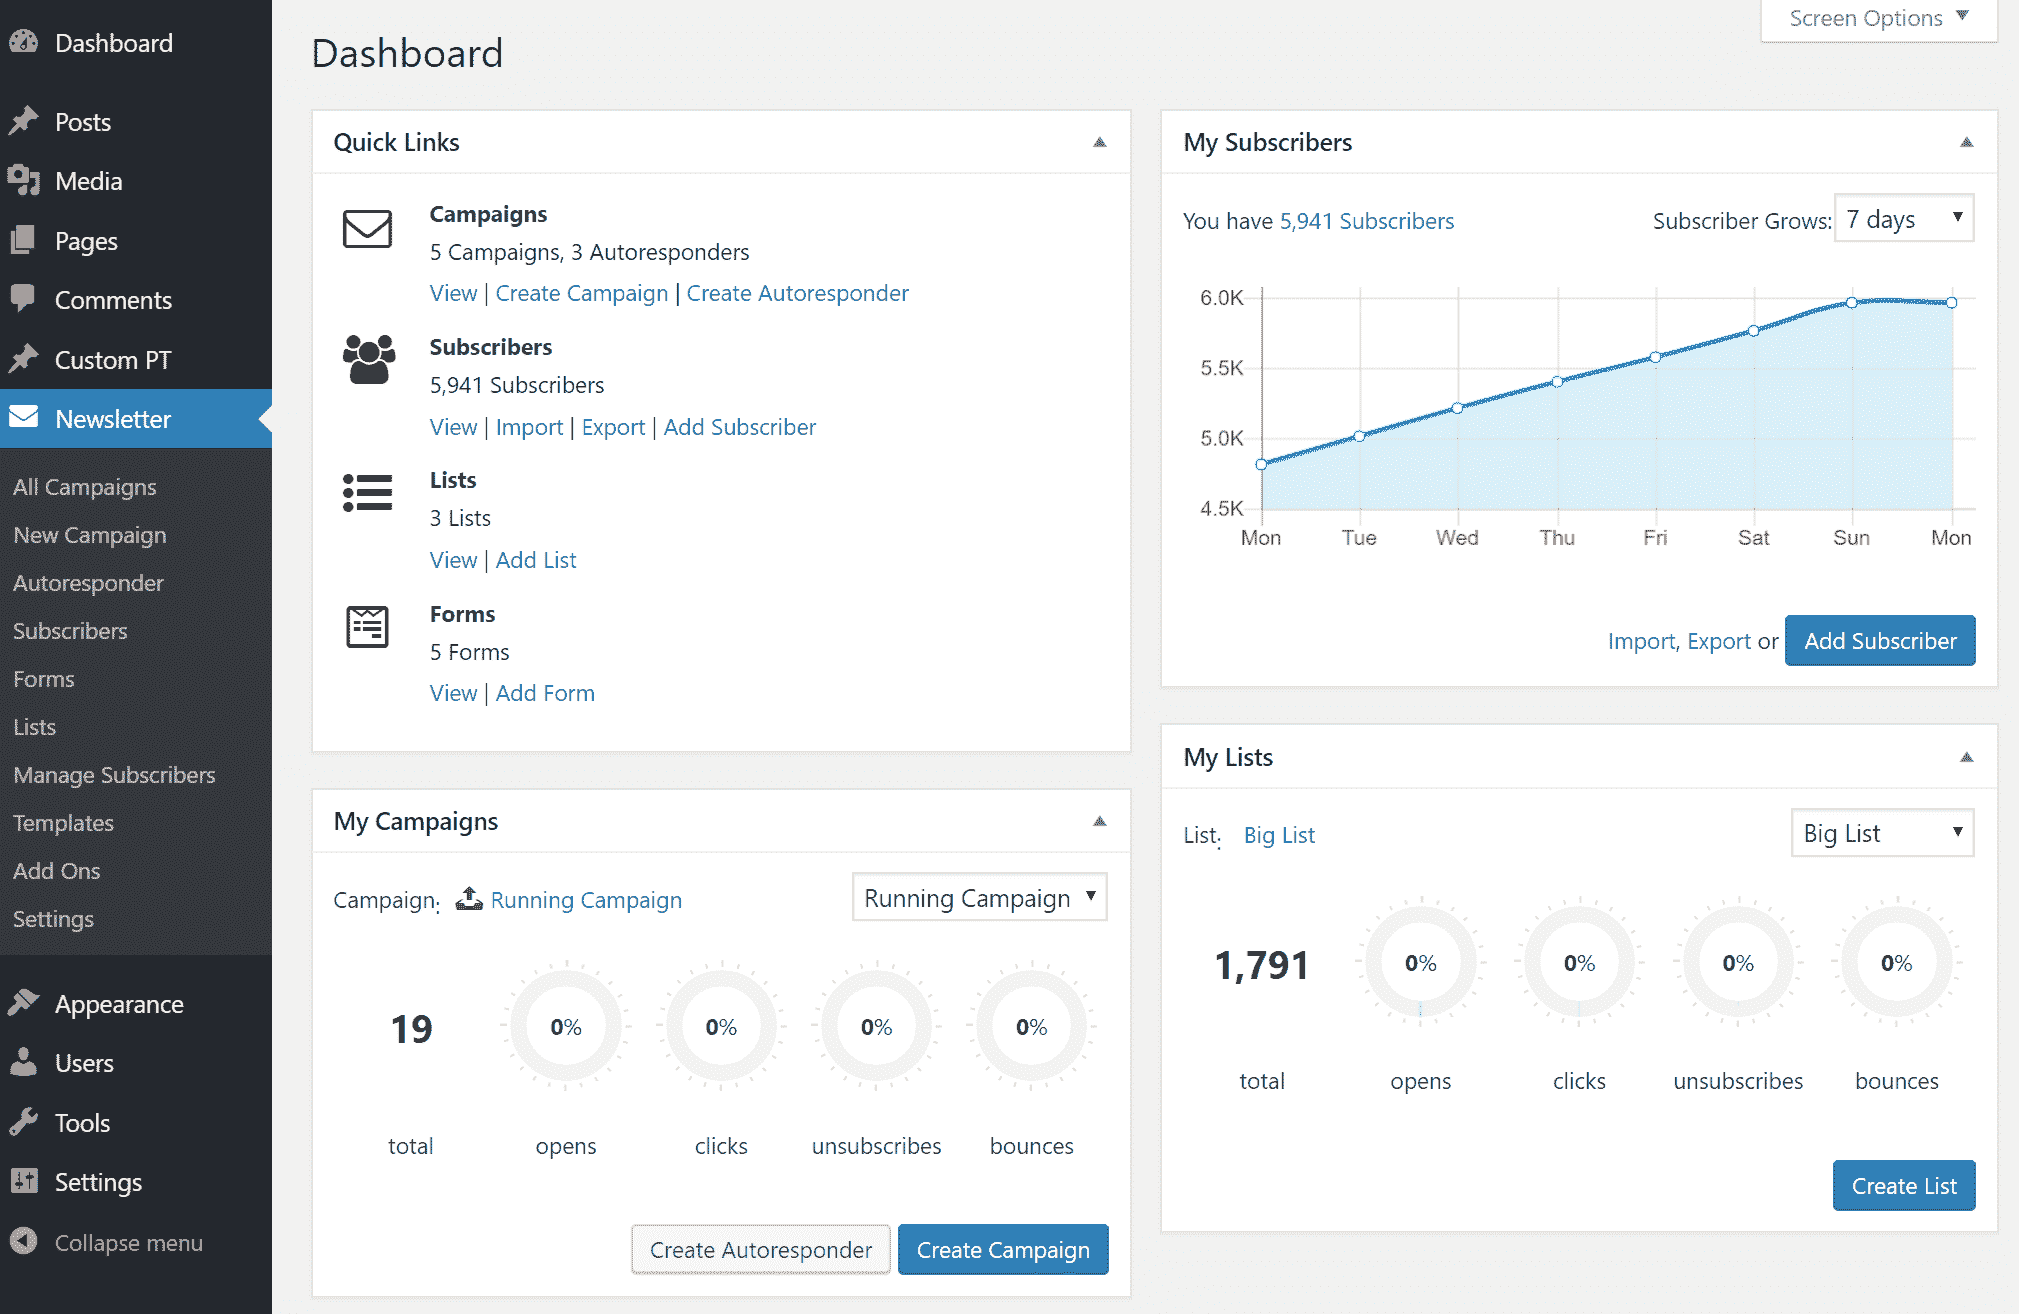 Dashboard
Posts
Media
Pages
Comments
Custom PT
Newsletter
All Campaigns
New Campaign
Autoresponder
Subscribers
Forms
Lists
Manage Subscribers
Templates
Add Ons
Settings
Appearance
Users
Tools
Settings
Collapse menu
Screen Options
Dashboard
Quick Links
Campaigns
5 Campaigns, 3 Autoresponders
View | Create Campaign | Create Autoresponder
Subscribers
5,941 Subscribers
View | Import | Export | Add Subscriber
Lists
3 Lists
View | Add List
Forms
5 Forms
View | Add Form
My Campaigns
Campaign: Running Campaign
Running Campaign
19 0% 0% 0% 0%
total opens clicks unsubscribes bounces
Create Autoresponder Create Campaign
My Subscribers
You have 5,941 Subscribers
Subscriber Grows: 7 days
6.0K
5.5K
5.0K
4.5K
Mon Tue Wed Thu Fri Sat Sun Mon
Import, Export or Add Subscriber
My Lists
List: Big List
Big List
1,791 0% 0% 0% 0%
total opens clicks unsubscribes bounces
Create List